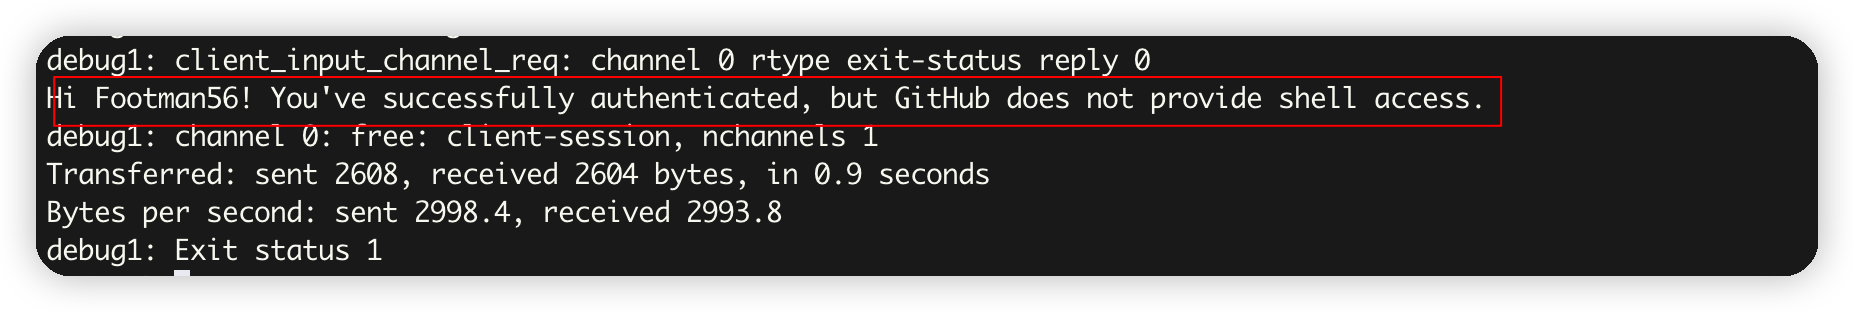 debug1: client_input_channel_req: channel 0 rtype exit-status reply 0
Hi Footman56! You've successfully authenticated, but GitHub does not provide shell access.
debug1: channel 0: free: client-session, nchannels 1
Transferred: sent 2608, received 2604 bytes, in 0.9 seconds
Bytes per second: sent 2998.4, received 2993.8
debug1: Exit status 1